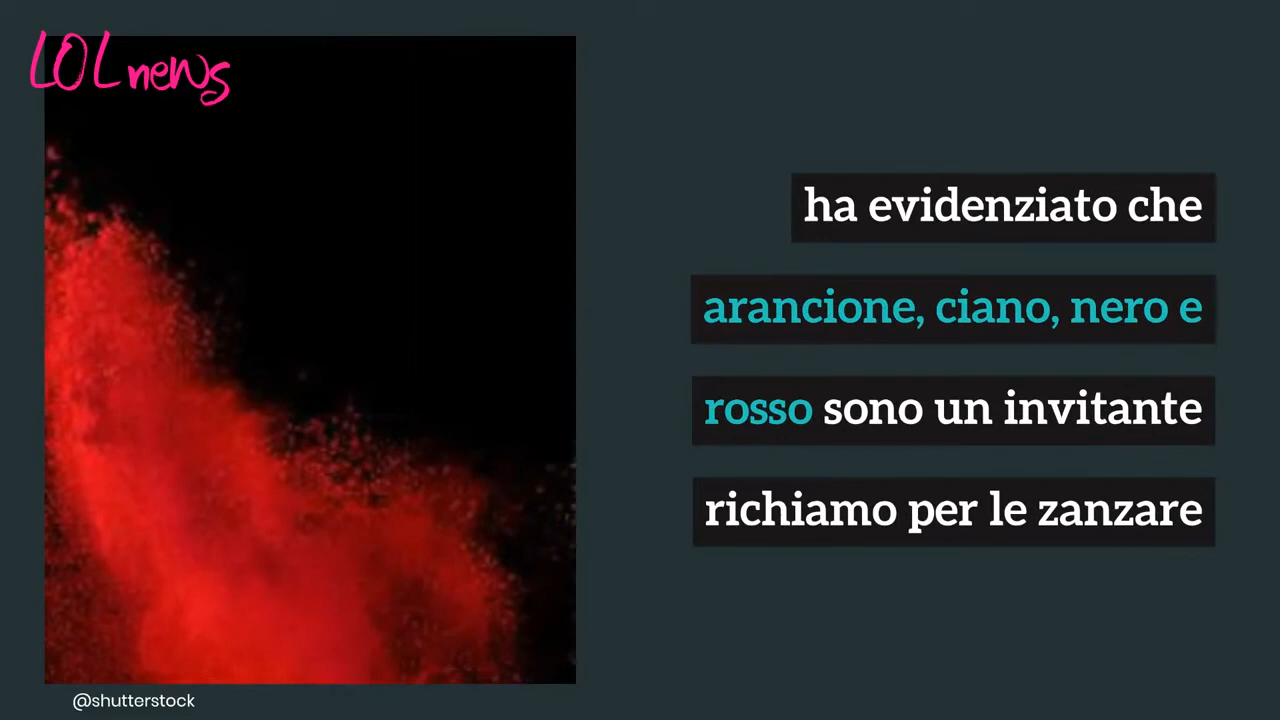 LOL news
ha evidenziato che
arancione, ciano, nero e
rosso sono un invitante
richiamo per le zanzare
@shutterstock